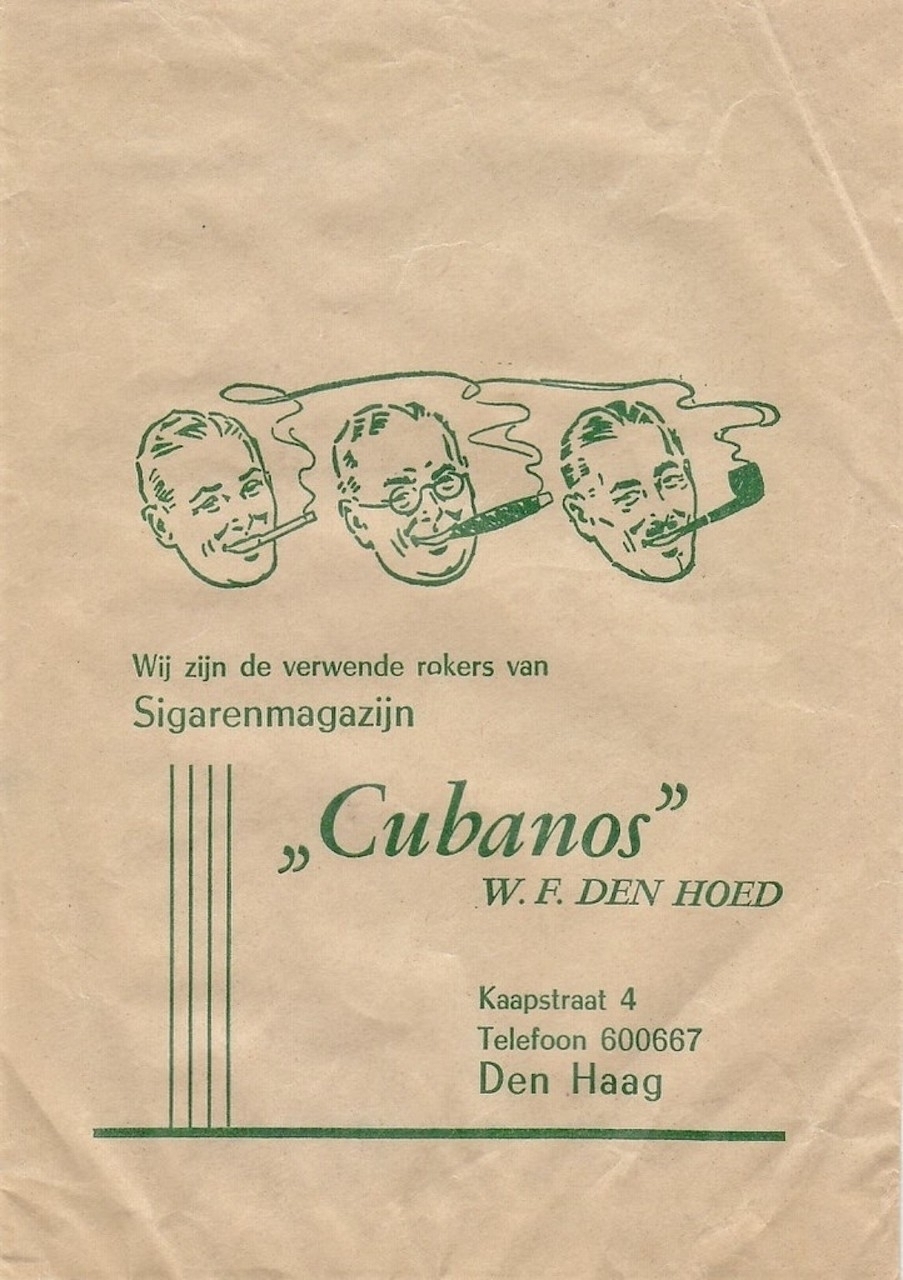 Wij zijn de verwende rokers van
Sigarenmagazijn
„Cubanos”
W. F. DEN HOED
Kaapstraat 4
Telefoon 600667
Den Haag